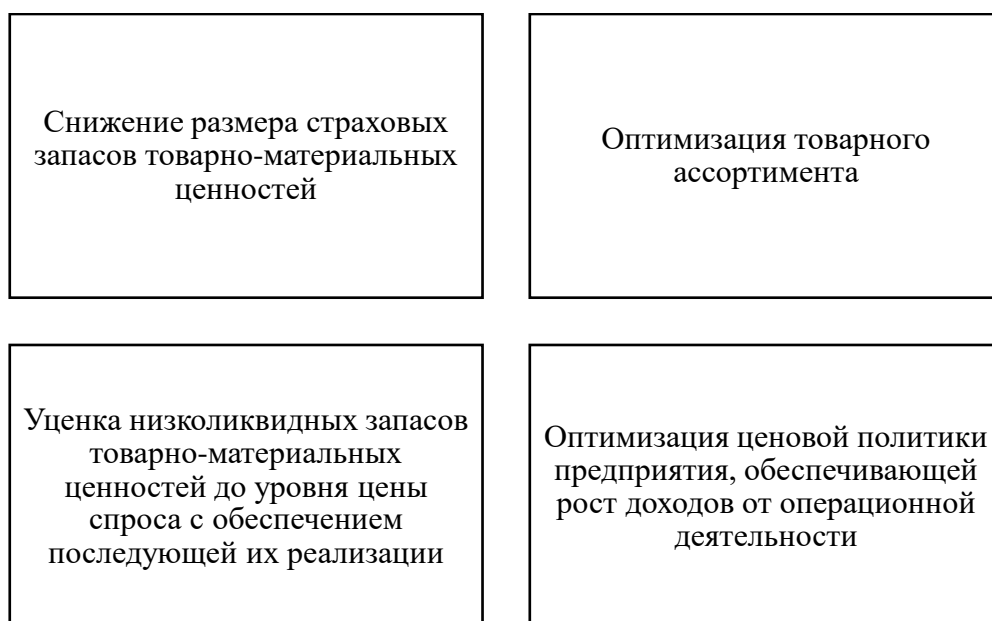 Снижение размера страховых
запасов товарно-материальных
ценностей
Оптимизация товарного
ассортимента
Уценка низколиквидных запасов
товарно-материальных
ценностей до уровня цены
спроса с обеспечением
последующей их реализации
Оптимизация ценовой политики
предприятия, обеспечивающей
рост доходов от операционной
деятельности